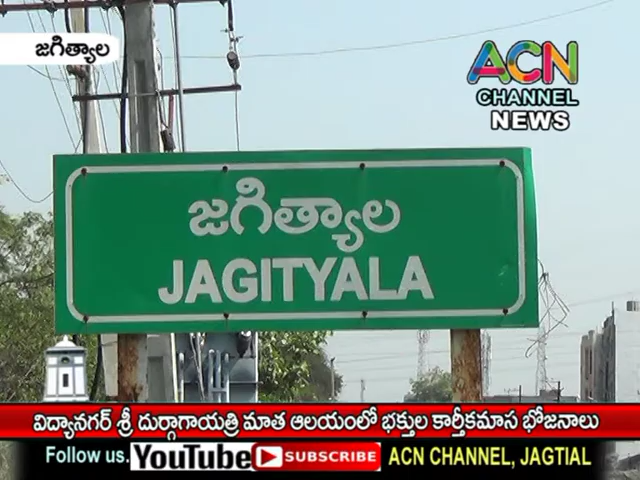 జగిత్యాల
ACN
CHANNEL
NEWS
జగిత్యాల
JAGITYALA
విద్యానగర్ శ్రీ దుర్గాగాయత్రి మాత ఆలయంలో భక్తుల కార్తీకమాస భోజనాలు
Follow us. YouTube SUBSCRIBE ACN CHANNEL, JAGTIAL